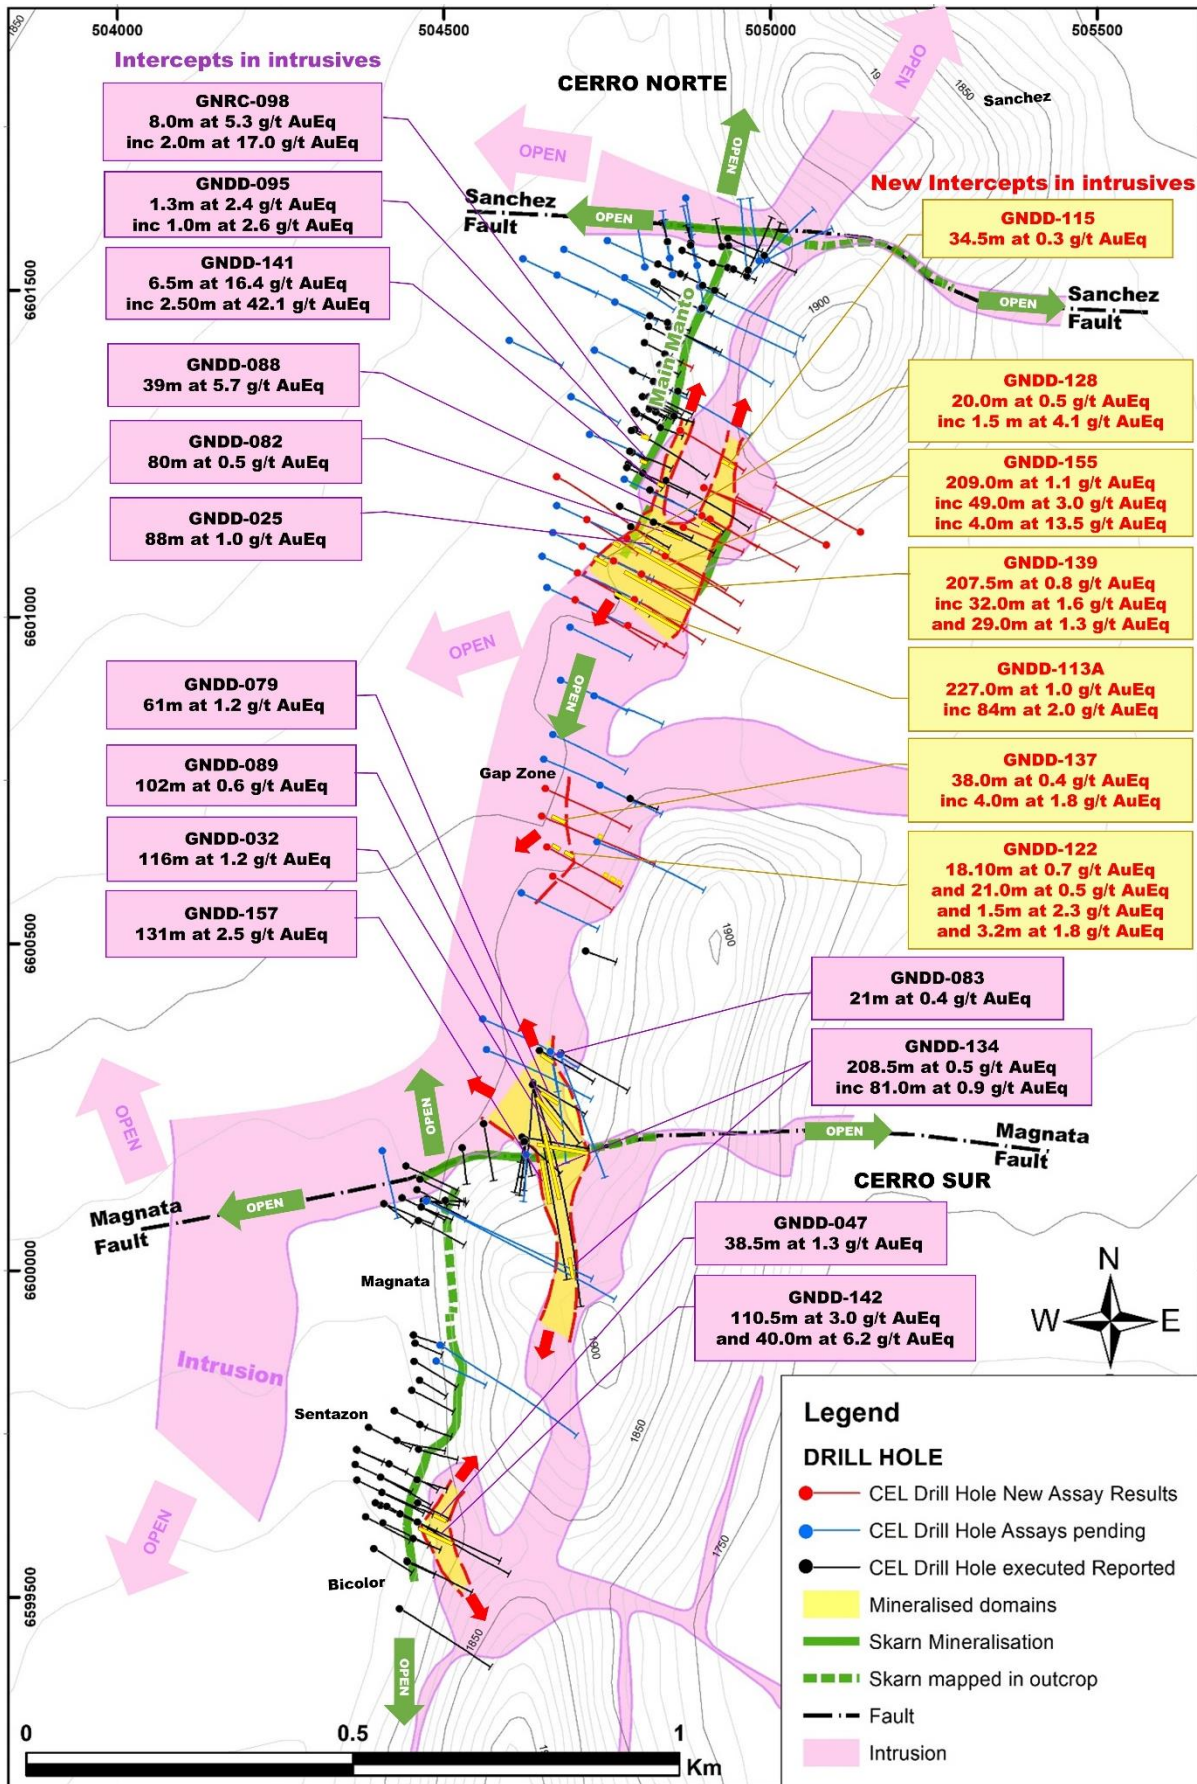 504000
504500
505000
505500
1850
Intercepts in intrusives
CERRO NORTE
OPEN
1850
Sanchez
GNRC-098
8.0m at 5.3 g/t AuEq
inc 2.0m at 17.0 g/t AuEq
OPEN
OPEN
GNDD-095
1.3m at 2.4 g/t AuEq
inc 1.0m at 2.6 g/t AuEq
Sanchez
Fault
OPEN
New Intercepts in intrusives
GNDD-115
34.5m at 0.3 g/t AuEq
GNDD-141
6.5m at 16.4 g/t AuEq
inc 2.50m at 42.1 g/t AuEq
6601500
1900
OPEN
Sanchez
Fault
Main Manto
GNDD-088
39m at 5.7 g/t AuEq
GNDD-128
20.0m at 0.5 g/t AuEq
inc 1.5 m at 4.1 g/t AuEq
GNDD-082
80m at 0.5 g/t AuEq
GNDD-155
209.0m at 1.1 g/t AuEq
inc 49.0m at 3.0 g/t AuEq
inc 4.0m at 13.5 g/t AuEq
GNDD-025
88m at 1.0 g/t AuEq
GNDD-139
207.5m at 0.8 g/t AuEq
inc 32.0m at 1.6 g/t AuEq
and 29.0m at 1.3 g/t AuEq
6601000
OPEN
OPEN
GNDD-113A
227.0m at 1.0 g/t AuEq
inc 84m at 2.0 g/t AuEq
GNDD-079
61m at 1.2 g/t AuEq
GNDD-137
38.0m at 0.4 g/t AuEq
inc 4.0m at 1.8 g/t AuEq
Gap Zone
GNDD-089
102m at 0.6 g/t AuEq
GNDD-032
116m at 1.2 g/t AuEq
GNDD-122
18.10m at 0.7 g/t AuEq
and 21.0m at 0.5 g/t AuEq
and 1.5m at 2.3 g/t AuEq
and 3.2m at 1.8 g/t AuEq
GNDD-157
131m at 2.5 g/t AuEq
6600500
1900
GNDD-083
21m at 0.4 g/t AuEq
GNDD-134
208.5m at 0.5 g/t AuEq
inc 81.0m at 0.9 g/t AuEq
OPEN
OPEN
OPEN
Magnata
Fault
CERRO SUR
OPEN
Magnata
Fault
GNDD-047
38.5m at 1.3 g/t AuEq
6600000
Magnata
GNDD-142
110.5m at 3.0 g/t AuEq
and 40.0m at 6.2 g/t AuEq
N
W
E
1900
Intrusion
Sentazon
1850
OPEN
1750
Bicolor
6599500
1850
OPEN
Legend
DRILL HOLE
CEL Drill Hole New Assay Results
CEL Drill Hole Assays pending
CEL Drill Hole executed Reported
Mineralised domains
Skarn Mineralisation
Skarn mapped in outcrop
Fault
Intrusion
0
0.5
1
Km